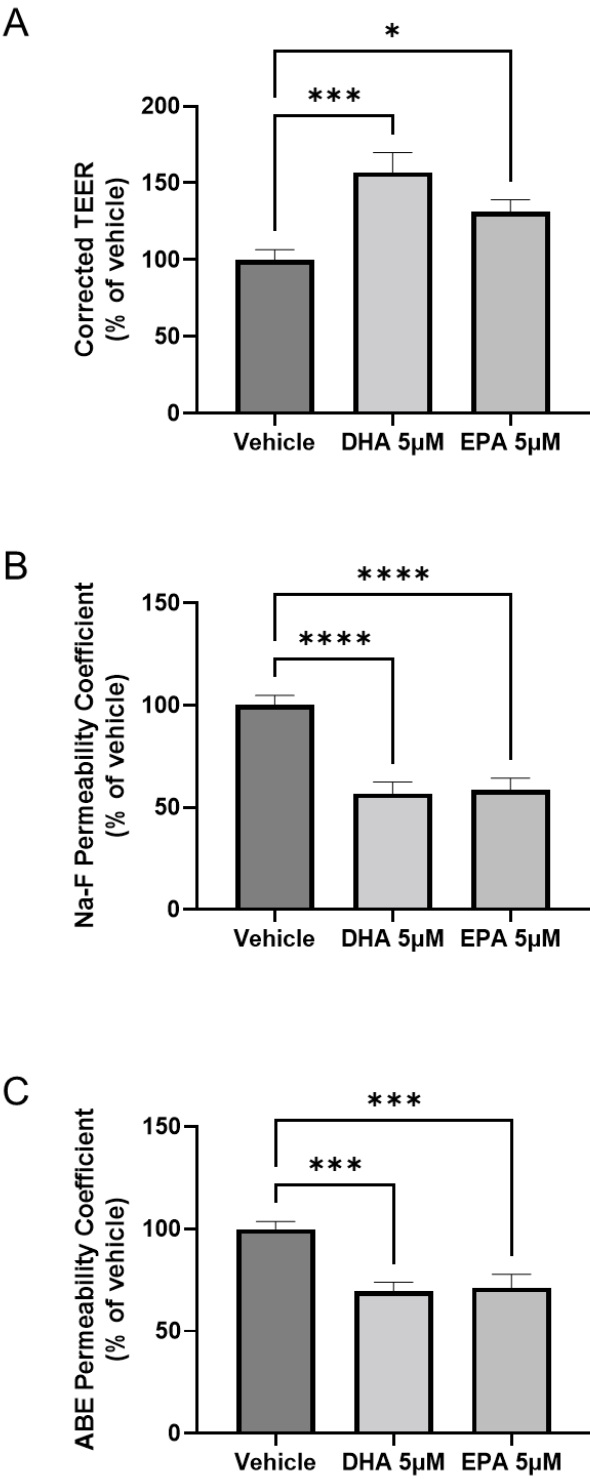 A
*
***
200
150
100
50
0
Corrected TEER
(% of vehicle)
Vehicle DHA 5µM EPA 5µM
B
****
****
150
100
50
0
Na-F Permeability Coefficient
(% of vehicle)
Vehicle DHA 5µM EPA 5µM
C
***
***
150
100
50
0
ABE Permeability Coefficient
(% of vehicle)
Vehicle DHA 5µM EPA 5µM